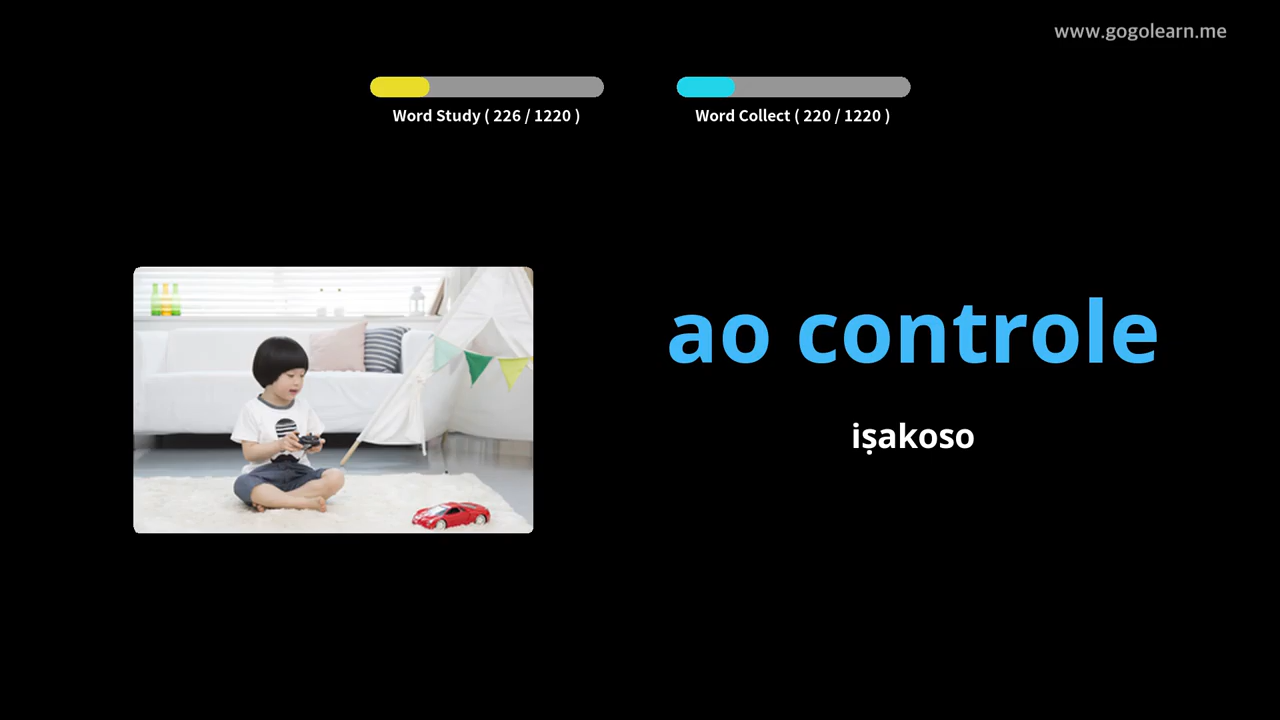 www.gogolearn.me
Word Study ( 226 / 1220 )
Word Collect ( 220 / 1220 )
ao controle
iṣakoso